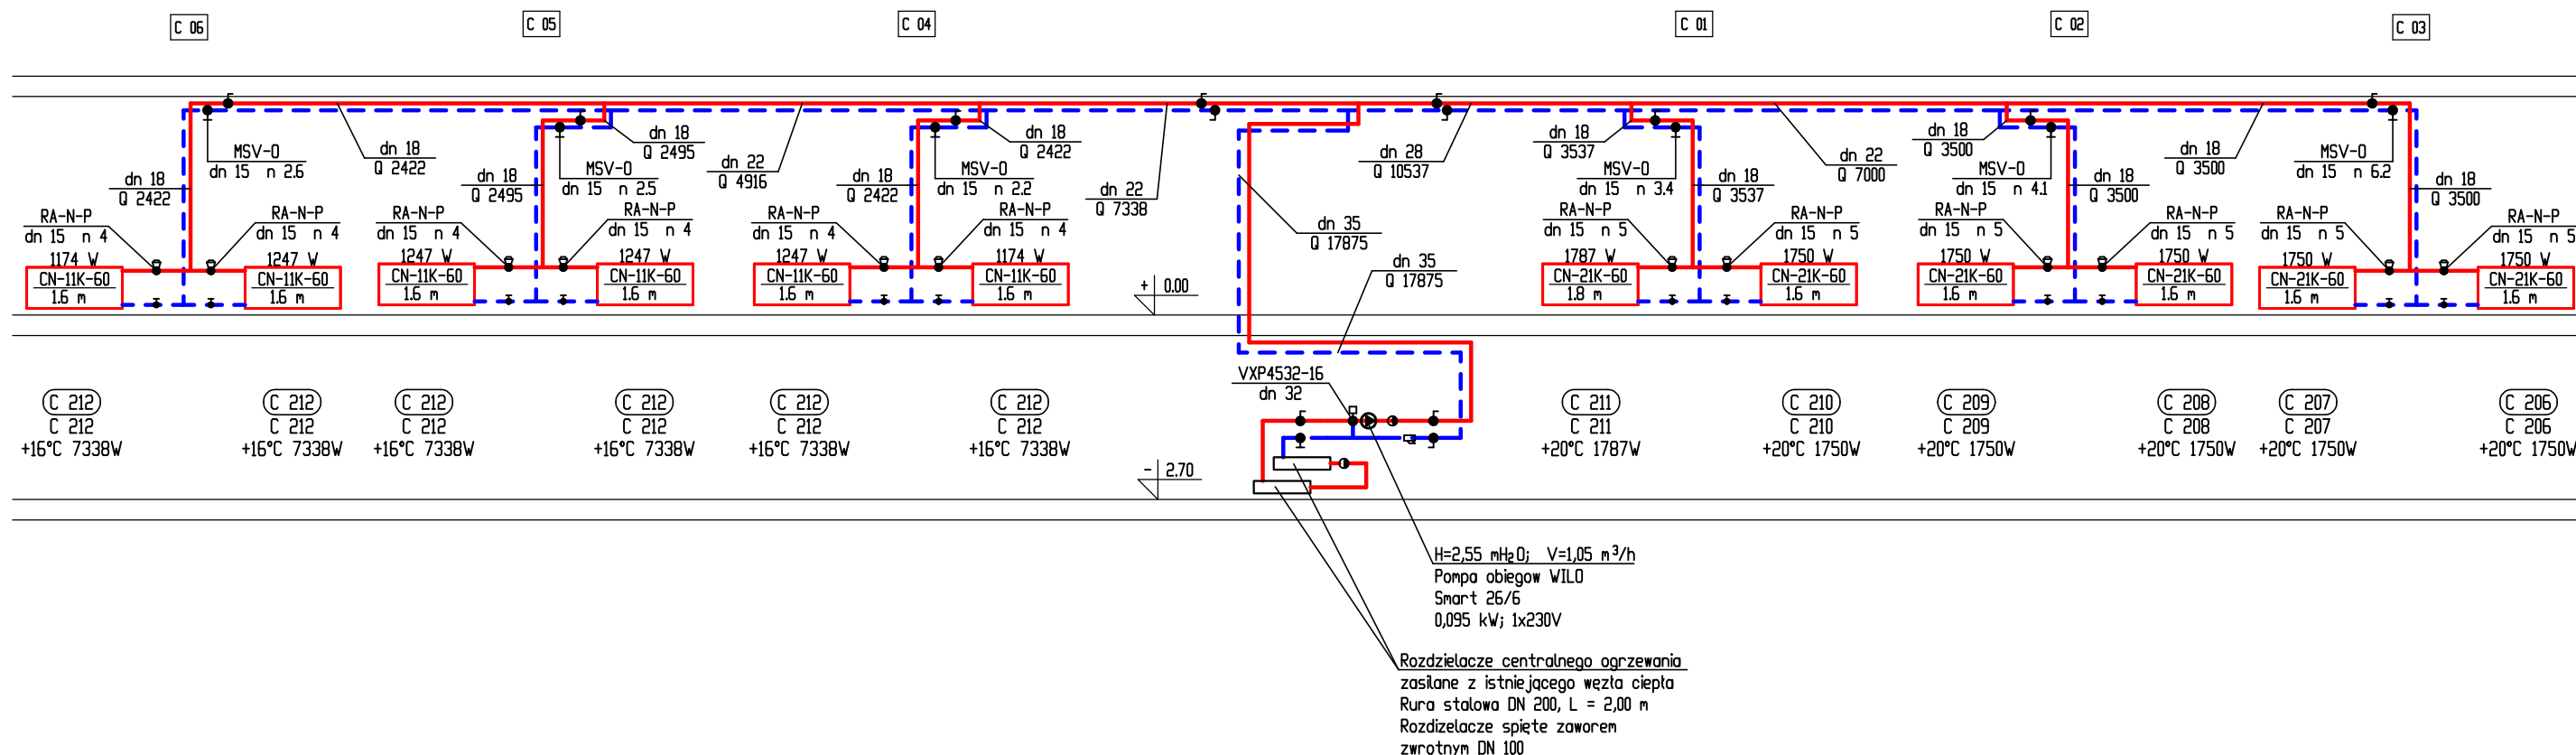 C 06
C 05
C 04
C 01
C 02
C 03
MSV-O
dn 15 n 2.6
dn 18
Q 2422
dn 18
Q 2422
RA-N-P
dn 15 n 4
RA-N-P
dn 15 n 4
1174 W
CN-11K-60
1.6 m
1247 W
CN-11K-60
1.6 m
dn 18
Q 2495
MSV-O
dn 15 n 2.5
dn 18
Q 2495
RA-N-P
dn 15 n 4
RA-N-P
dn 15 n 4
1247 W
CN-11K-60
1.6 m
1247 W
CN-11K-60
1.6 m
dn 22
Q 4916
dn 18
Q 2422
MSV-O
dn 15 n 2.2
dn 18
Q 2422
RA-N-P
dn 15 n 4
RA-N-P
dn 15 n 4
1247 W
CN-11K-60
1.6 m
1174 W
CN-11K-60
1.6 m
dn 22
Q 7338
+ 0.00
dn 35
Q 17875
dn 35
Q 17875
dn 28
Q 10537
dn 18
Q 3537
MSV-O
dn 15 n 3.4
dn 18
Q 3537
RA-N-P
dn 15 n 5
RA-N-P
dn 15 n 5
1787 W
CN-21K-60
1.8 m
1750 W
CN-21K-60
1.6 m
dn 22
Q 7000
dn 18
Q 3500
MSV-O
dn 15 n 4.1
dn 18
Q 3500
RA-N-P
dn 15 n 5
RA-N-P
dn 15 n 5
1750 W
CN-21K-60
1.6 m
1750 W
CN-21K-60
1.6 m
dn 18
Q 3500
MSV-O
dn 15 n 6.2
dn 18
Q 3500
RA-N-P
dn 15 n 5
RA-N-P
dn 15 n 5
1750 W
CN-21K-60
1.6 m
1750 W
CN-21K-60
1.6 m
C 212
C 212
+16°C 7338W
C 212
C 212
+16°C 7338W
C 212
C 212
+16°C 7338W
C 212
C 212
+16°C 7338W
C 212
C 212
+16°C 7338W
C 212
C 212
+16°C 7338W
VXP4532-16
dn 32
- 2.70
C 211
C 211
+20°C 1787W
C 210
C 210
+20°C 1750W
C 209
C 209
+20°C 1750W
C 208
C 208
+20°C 1750W
C 207
C 207
+20°C 1750W
C 206
C 206
+20°C 1750W
H=2,55 mH₂O; V=1,05 m³/h
Pompa obiegow WILO
Smart 26/6
0,095 kW; 1x230V
Rozdzielacze centralnego ogrzewania
zasilane z istniejącego węzła ciepła
Rura stalowa DN 200, L = 2,00 m
Rozdizelacze spięte zaworem
zwrotnym DN 100